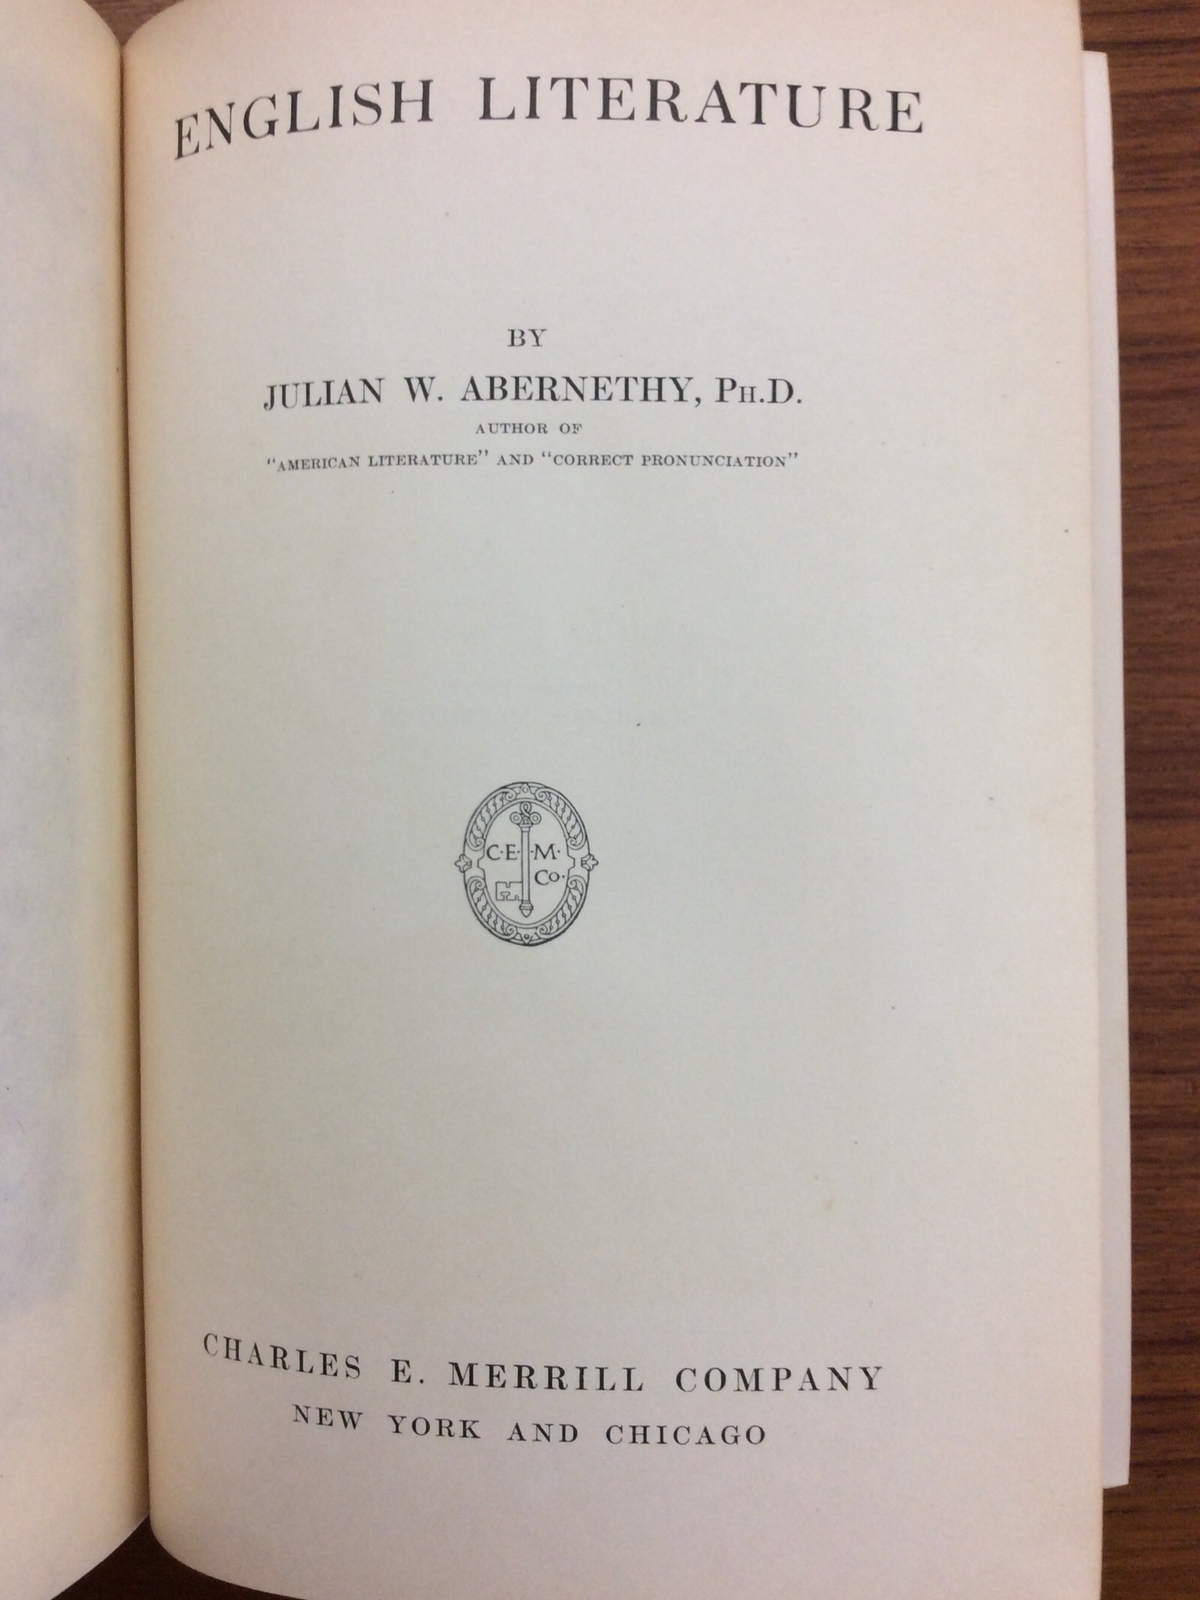 ENGLISH LITERATURE
BY
JULIAN W. ABERNETHY, PH.D.
AUTHOR OF
"AMERICAN LITERATURE" AND "CORRECT PRONUNCIATION"
C·E·M·
Co.
CHARLES E. MERRILL COMPANY
NEW YORK AND CHICAGO